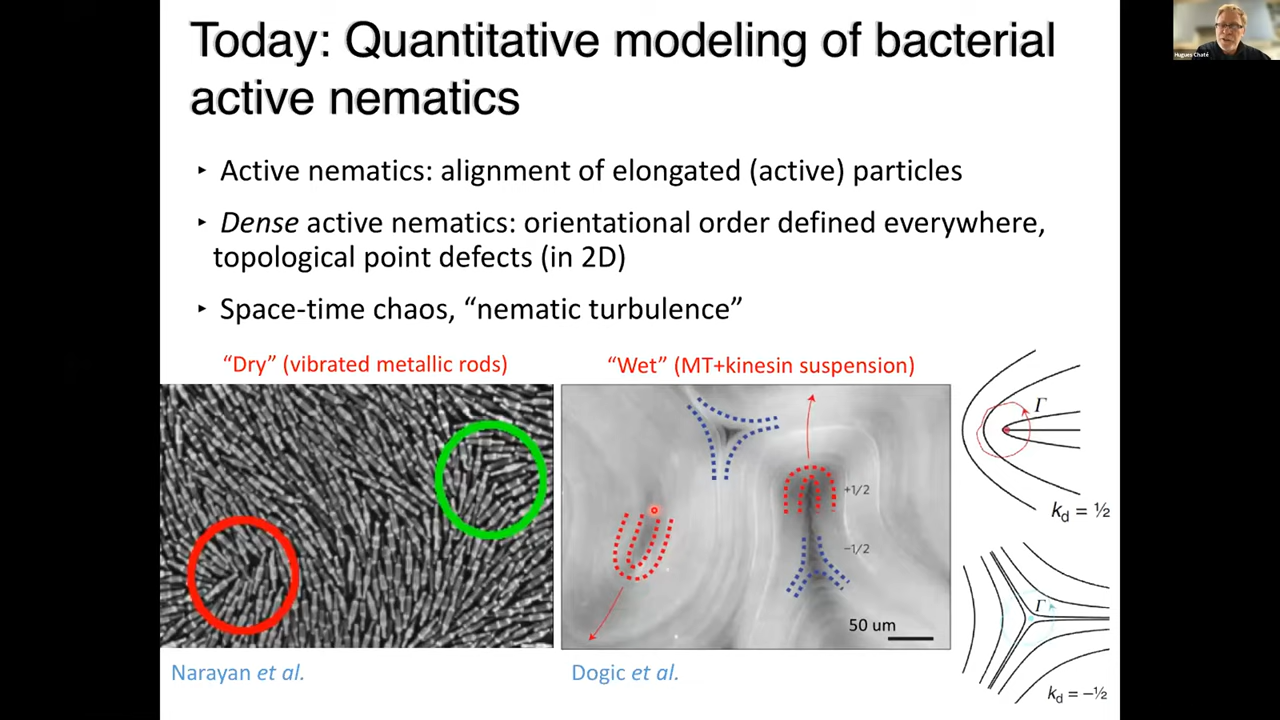 Today: Quantitative modeling of bacterial
active nematics
Hugues Chaté
‣ Active nematics: alignment of elongated (active) particles
‣ Dense active nematics: orientational order defined everywhere,
topological point defects (in 2D)
‣ Space-time chaos, “nematic turbulence”
“Dry” (vibrated metallic rods)
“Wet” (MT+kinesin suspension)
+1/2
−1/2
50 um
Γ
k_d = ½
Γ
k_d = −½
Narayan et al.
Dogic et al.